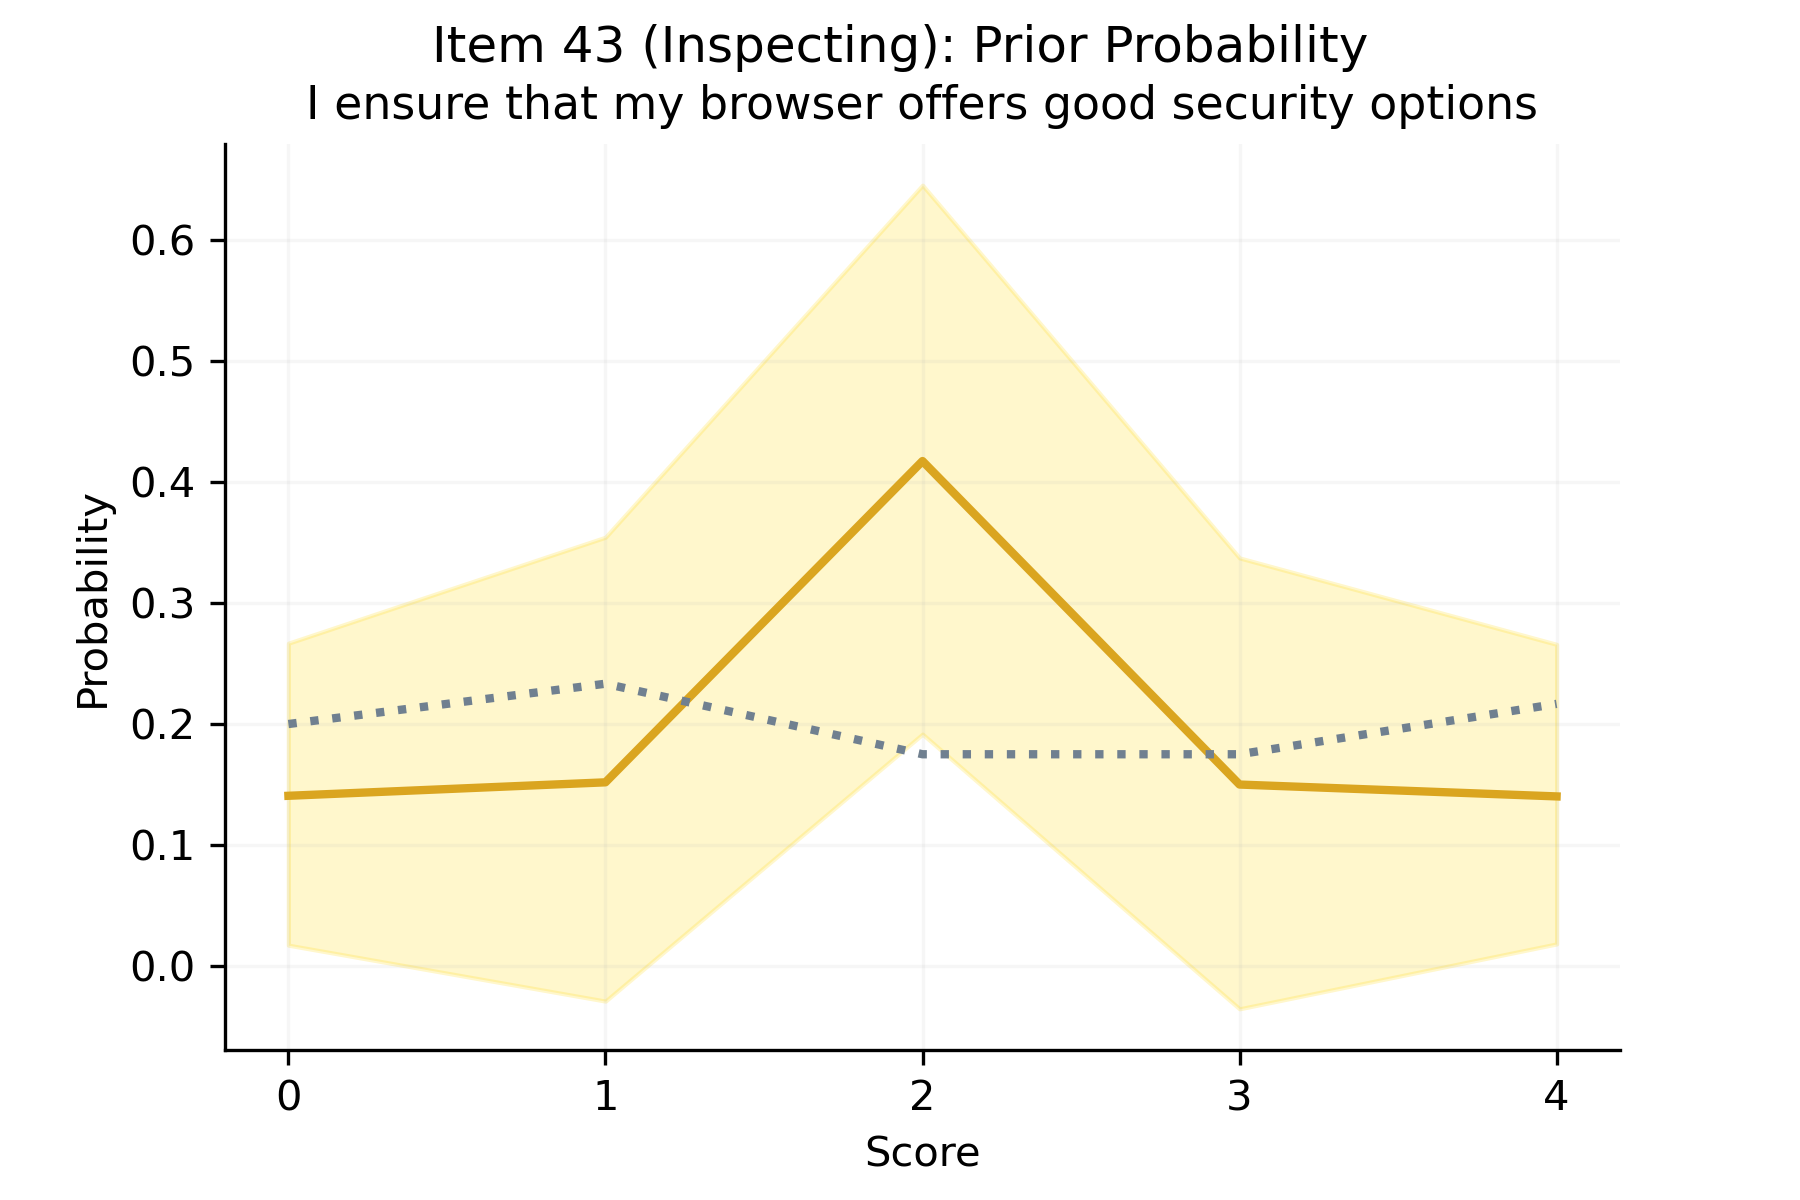 Item 43 (Inspecting): Prior Probability
I ensure that my browser offers good security options
Probability
0.6
0.5
0.4
0.3
0.2
0.1
0.0
0 1 2 3 4
Score